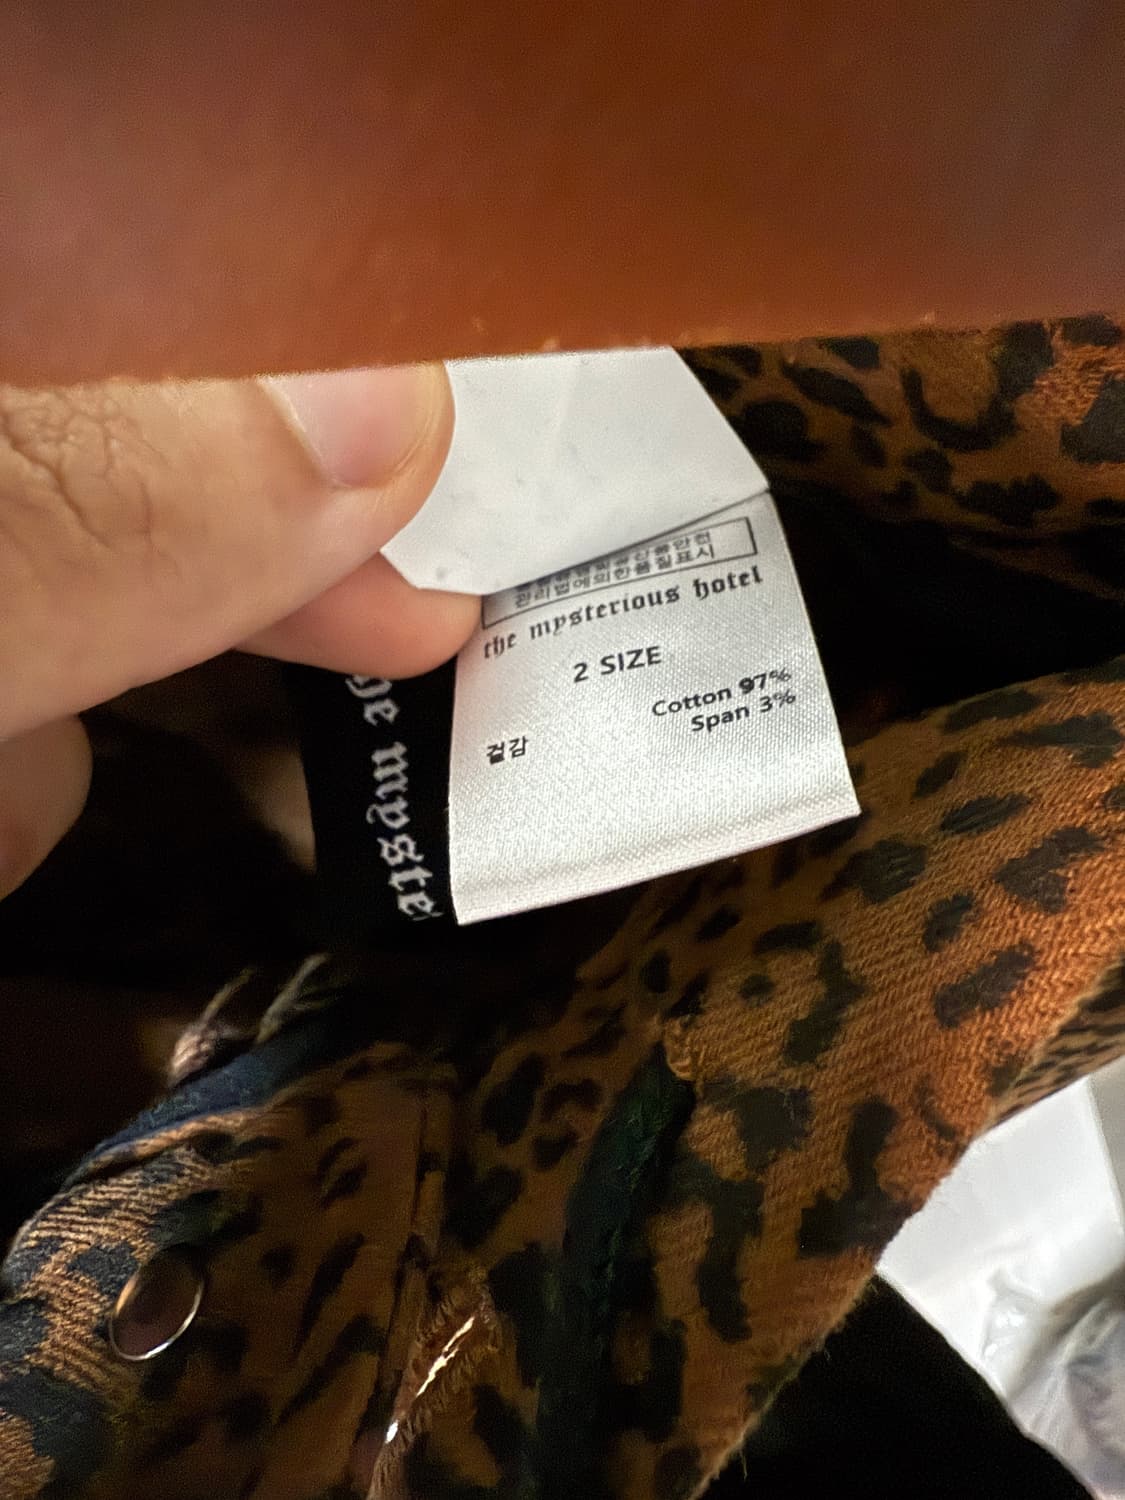 관리법에의한품질표시
the mysterious hotel
2 SIZE
Cotton 97%
Span 3%
겉감